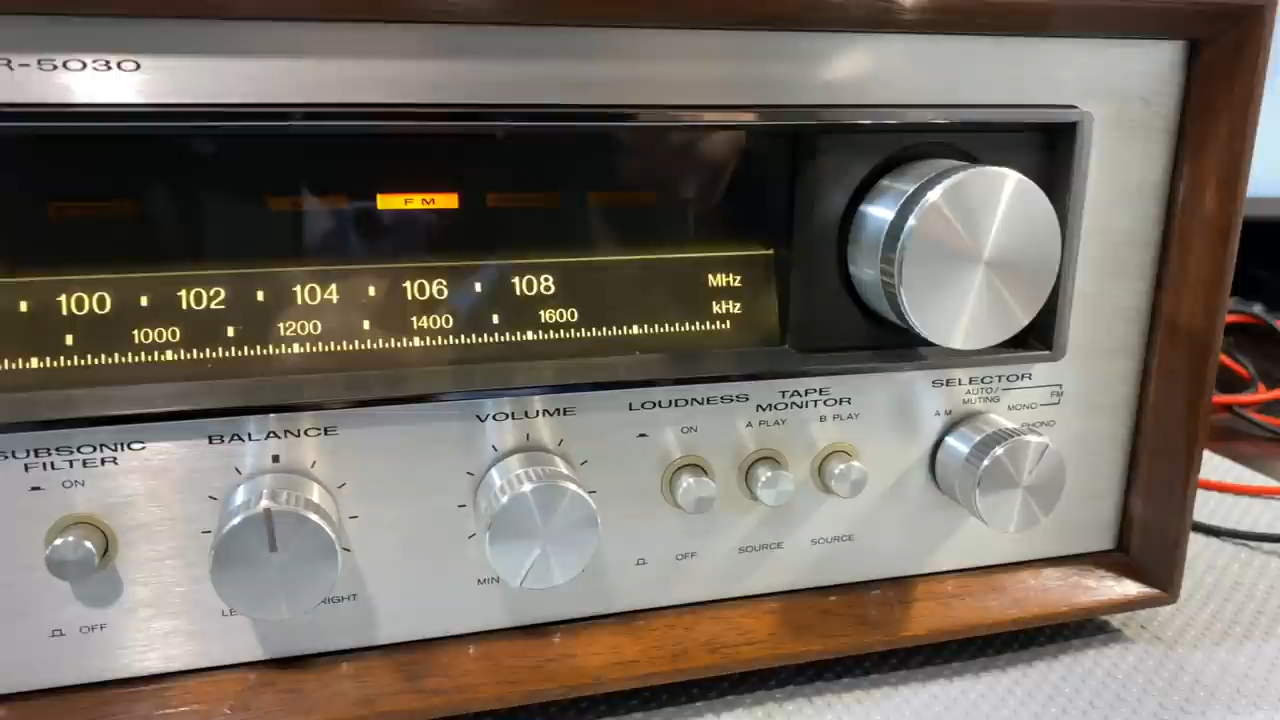 R-5030
FM
100 102 104 106 108 MHz
1000 1200 1400 1600 kHz
SUBSONIC
FILTER
ON
OFF
BALANCE
RIGHT
VOLUME
MIN
LOUDNESS
ON
OFF
TAPE
MONITOR
A PLAY B PLAY
SOURCE SOURCE
SELECTOR
AM
AUTO/
MUTING
MONO
FM
PHONO